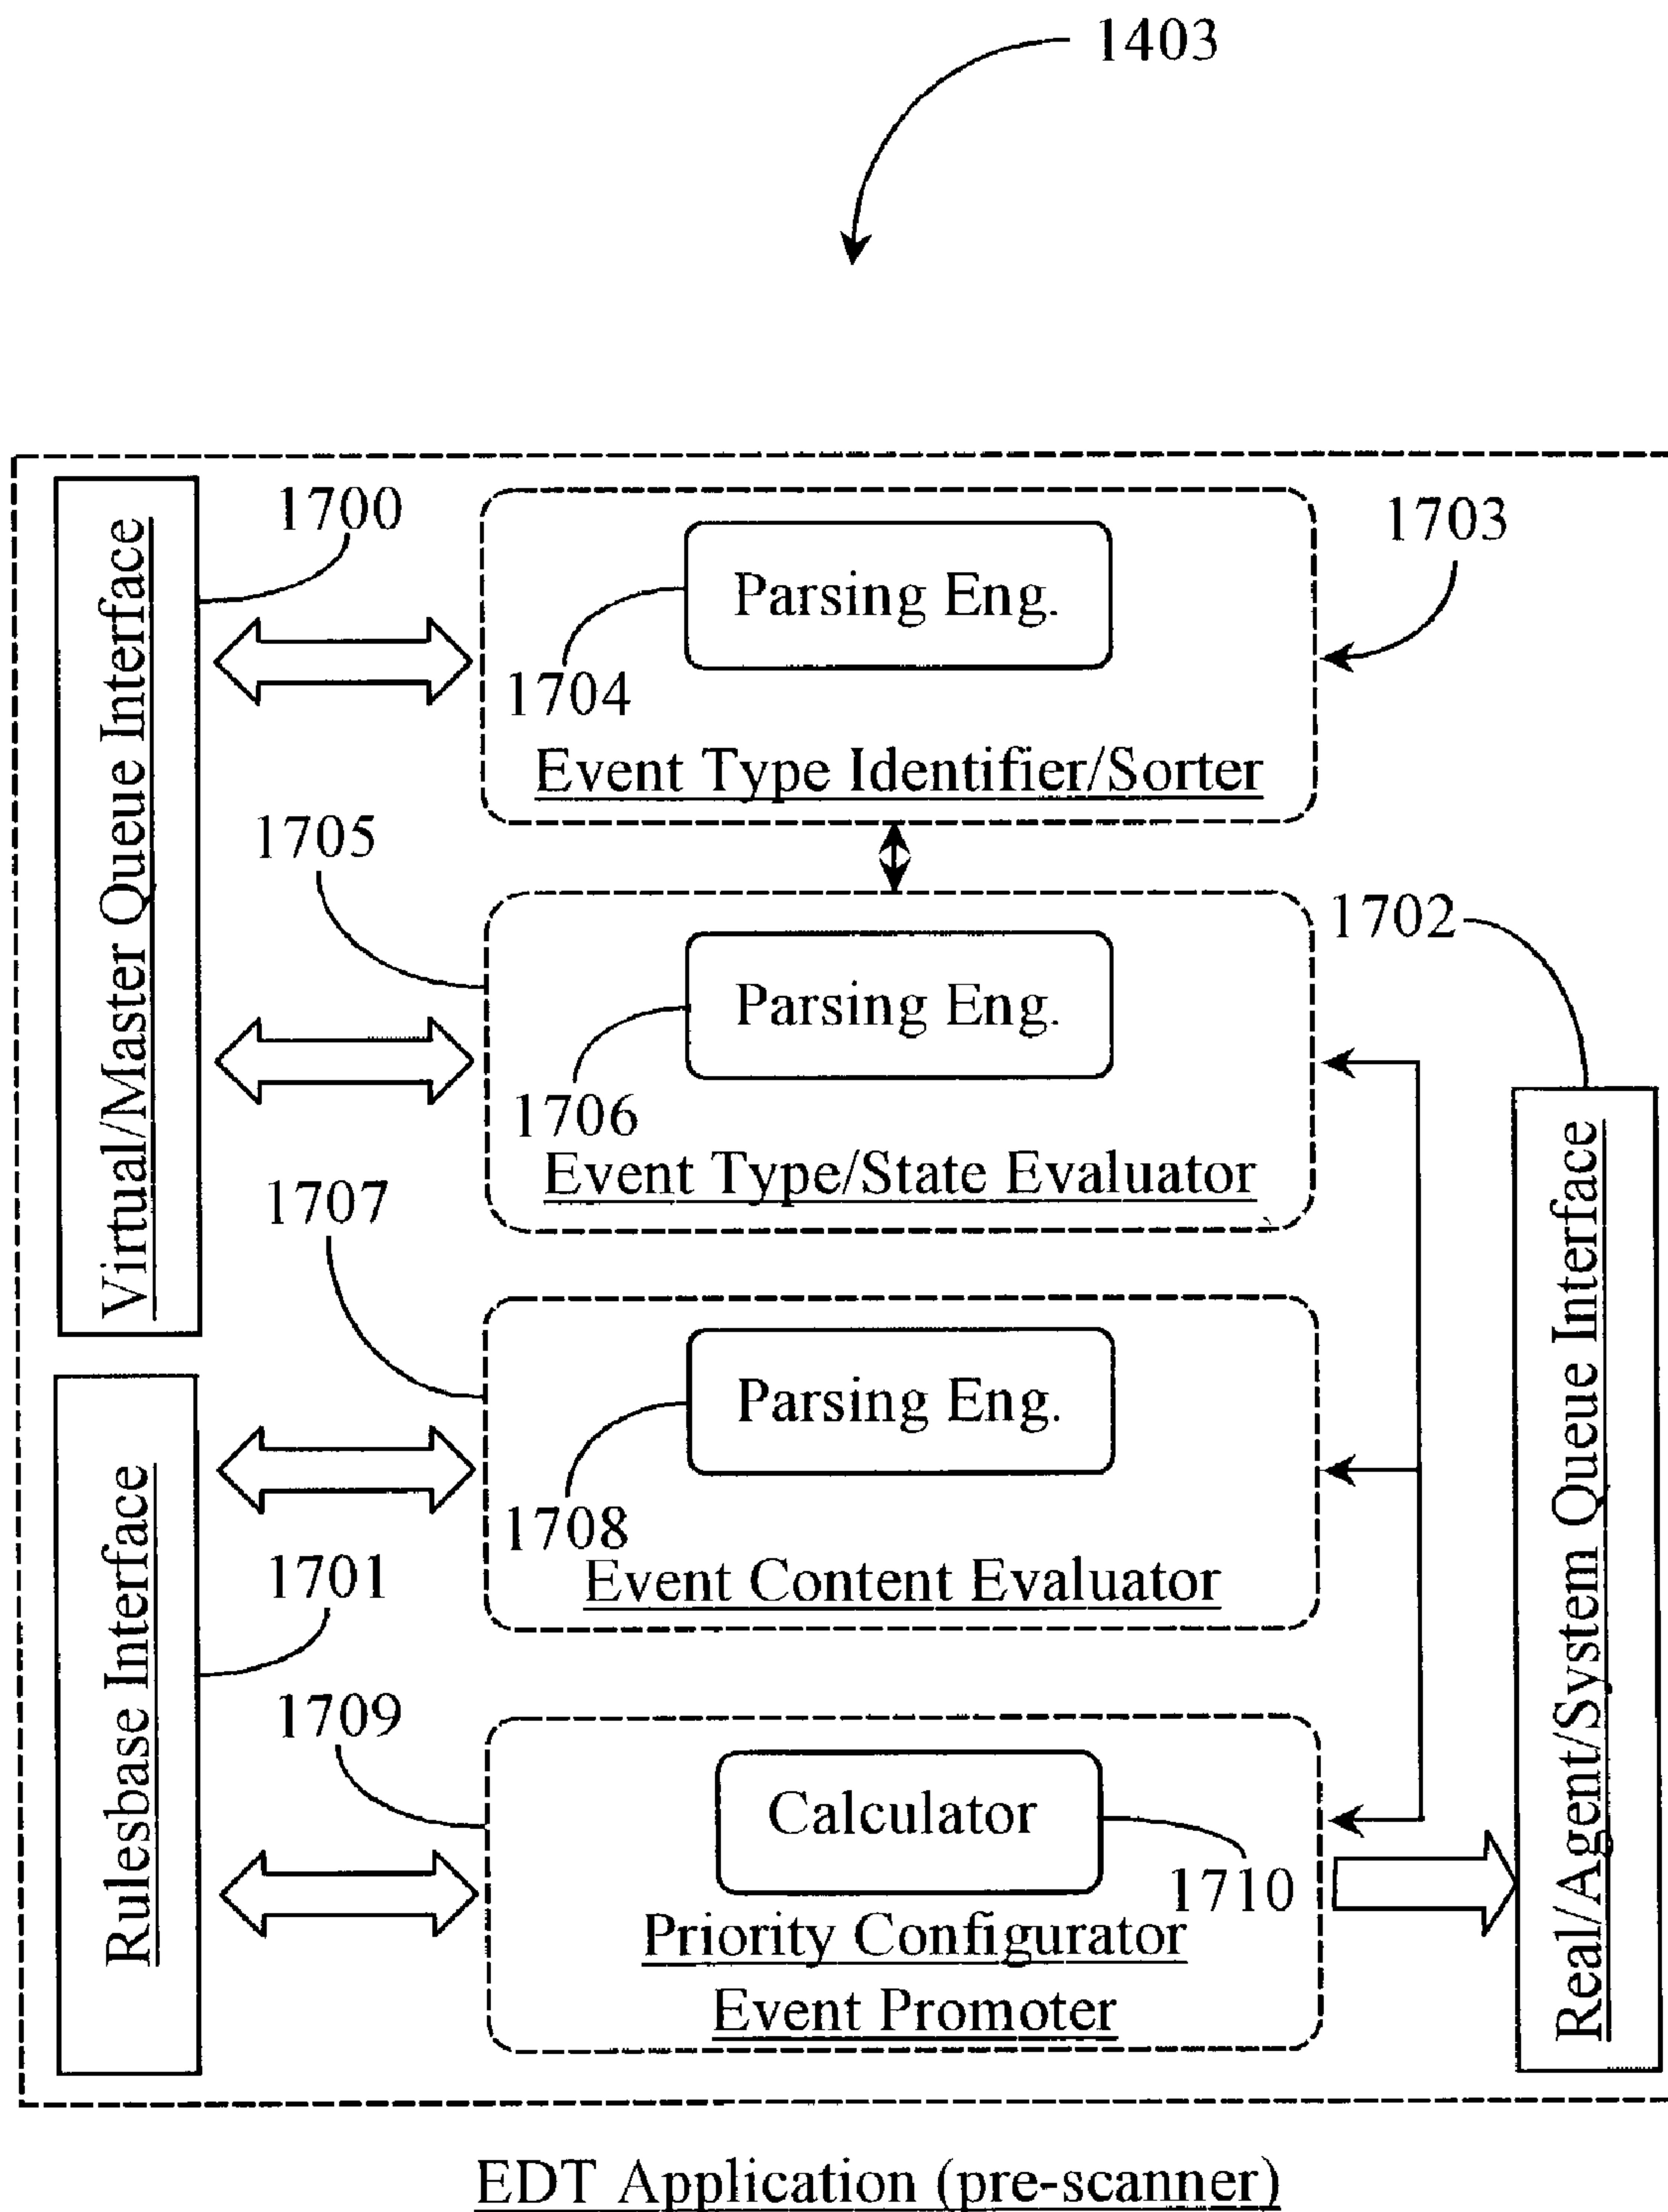 1403
1700
1703
Parsing Eng.
1704
Event Type Identifier/Sorter
Virtual/Master Queue Interface
1705
1702
Parsing Eng.
1706
Event Type/State Evaluator
1707
Parsing Eng.
1708
Event Content Evaluator
Real/Agent/System Queue Interface
Rulesbase Interface
1701
1709
Calculator
1710
Priority Configurator
Event Promoter
EDT Application (pre-scanner)